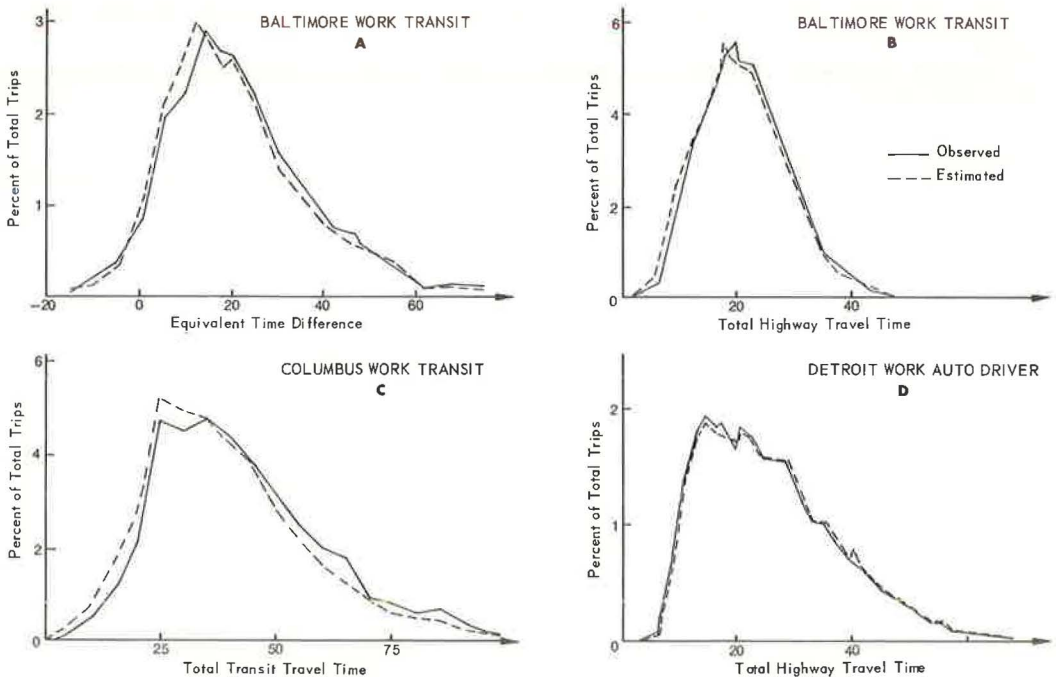 BALTIMORE WORK TRANSIT
A
Percent of Total Trips
3
2
1
0
-20
0
20
40
60
Equivalent Time Difference
BALTIMORE WORK TRANSIT
B
Percent of Total Trips
6
4
2
0
20
40
Total Highway Travel Time
Observed
Estimated
COLUMBUS WORK TRANSIT
C
Percent of Total Trips
6
4
2
0
25
50
75
Total Transit Travel Time
DETROIT WORK AUTO DRIVER
D
Percent of Total Trips
2
1
0
20
40
Total Highway Travel Time